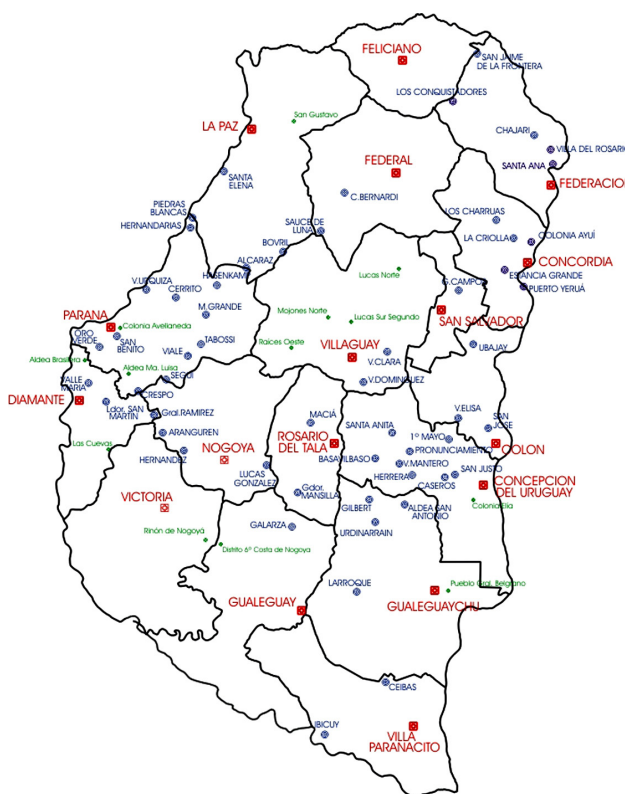 FELICIANO
SAN JAIME
DE LA FRONTERA
LOS CONQUISTADORES
San Gustavo
LA PAZ
CHAJARI
VILLA DEL ROSARIO
SANTA ANA
FEDERAL
SANTA
ELENA
FEDERACION
C.BERNARDI
PIEDRAS
BLANCAS
HERNANDARIAS
LOS CHARRUAS
SAUCE DE
LUNA
COLONIA AYUÍ
LA CRIOLLA
BOVRIL
ALCARAZ
CONCORDIA
Lucas Norte
ESTANCIA GRANDE
HASENKAMP
V.URQUIZA
G.CAMPOS
PUERTO YERUÁ
CERRITO
M.GRANDE
PARANA
Mojones Norte
Lucas Sur Segundo
SAN SALVADOR
Colonia Avellaneda
ORO
VERDE
SAN
BENITO
TABOSSI
Raíces Oeste
VILLAGUAY
UBAJAY
Aldea Brasilera
VIALE
V.CLARA
Aldea Ma. Luisa
SEGUI
VALLE
MARIA
V.DOMINGUEZ
CRESPO
DIAMANTE
Ldor. SAN
MARTIN
Gral.RAMIREZ
MACIÁ
SANTA ANITA
V.ELISA
SAN
JOSE
ARANGUREN
1º MAYO
Las Cuevas
NOGOYA
ROSARIO
DEL TALA
PRONUNCIAMIENTO
COLON
HERNANDEZ
BASAVILBASO
V.MANTERO
LUCAS
GONZALEZ
HERRERA
SAN JUSTO
CASEROS
CONCEPCION
DEL URUGUAY
VICTORIA
Gdor.
MANSILLA
GILBERT
ALDEA SAN
ANTONIO
Colonia Elía
GALARZA
URDINARRAIN
Rinón de Nogoyá
Distrito 6º Costa de Nogoya
LARROQUE
Pueblo Gral. Belgrano
GUALEGUAY
GUALEGUAYCHU
CEIBAS
IBICUY
VILLA
PARANACITO